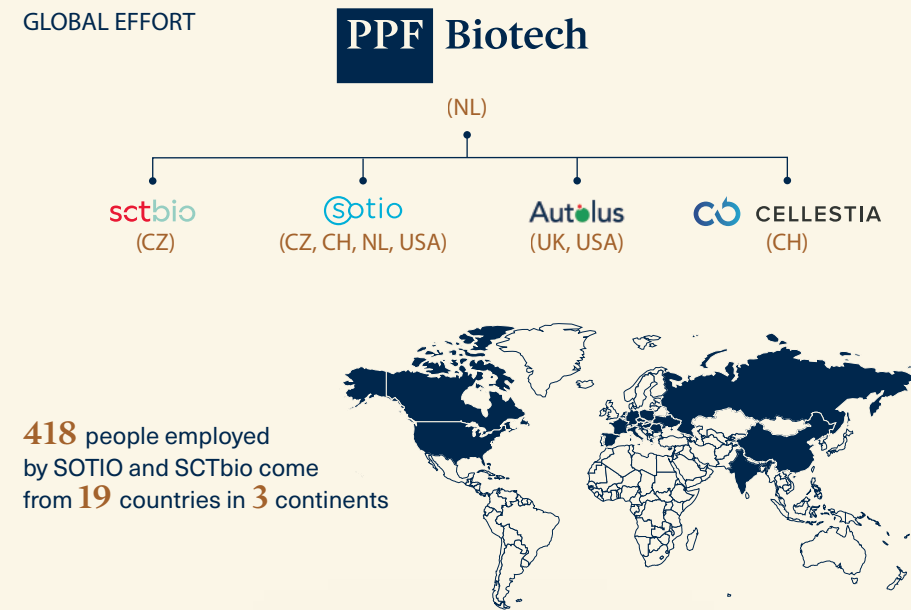 GLOBAL EFFORT
PPF Biotech
(NL)
sctbio
sotio
Autolus
CELLESTIA
(CZ)
(CZ, CH, NL, USA)
(UK, USA)
(CH)
418 people employed
by SOTIO and SCTbio come
from 19 countries in 3 continents